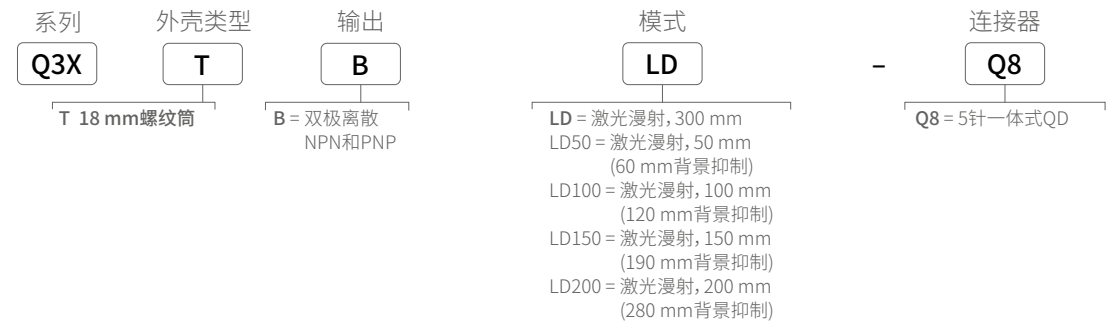 系列 外壳类型 输出 模式 连接器
Q3X T B LD – Q8
T 18 mm螺纹筒
B = 双极离散
NPN和PNP
LD = 激光漫射，300 mm
LD50 = 激光漫射，50 mm
(60 mm背景抑制)
LD100 = 激光漫射，100 mm
(120 mm背景抑制)
LD150 = 激光漫射，150 mm
(190 mm背景抑制)
LD200 = 激光漫射，200 mm
(280 mm背景抑制)
Q8 = 5针一体式QD